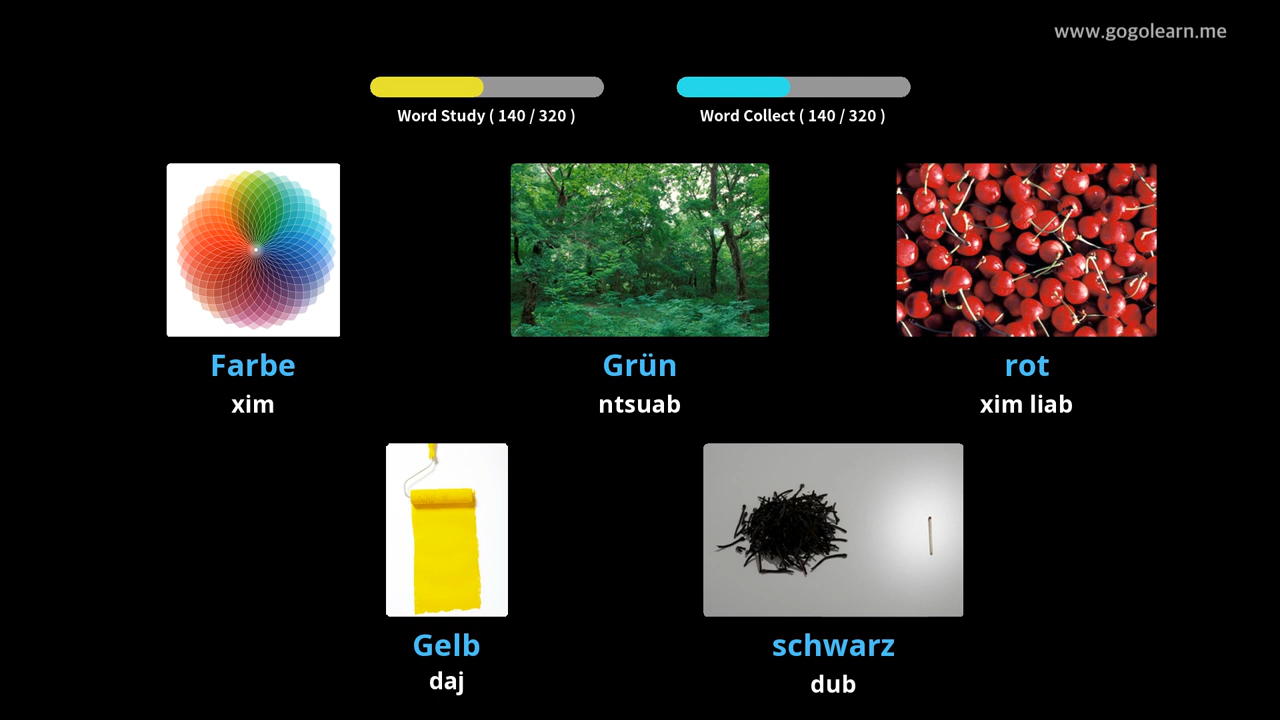 www.gogolearn.me
Word Study ( 140 / 320 )
Word Collect ( 140 / 320 )
Farbe
xim
Grün
ntsuab
rot
xim liab
Gelb
daj
schwarz
dub